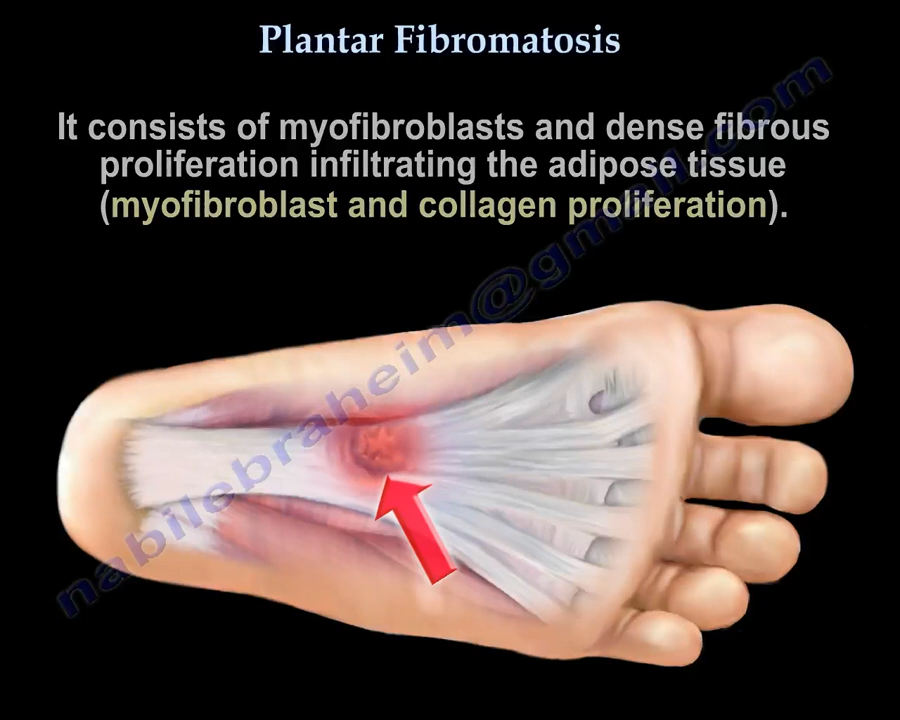 Plantar Fibromatosis
It consists of myofibroblasts and dense fibrous
proliferation infiltrating the adipose tissue
(myofibroblast and collagen proliferation).
nabilebraheim@gmail.com